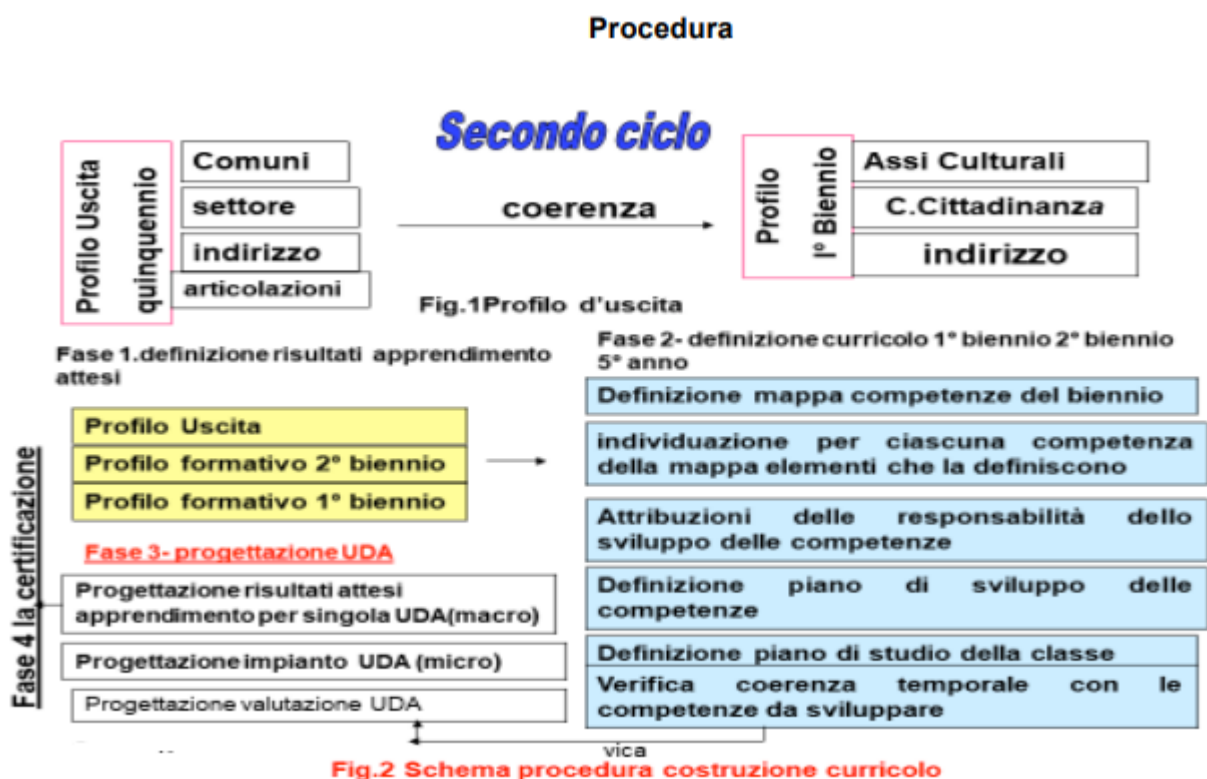 Procedura
Secondo ciclo
Profilo Uscita
quinquennio
Comuni
settore
indirizzo
articolazioni
coerenza
Profilo
I° Biennio
Assi Culturali
C.Cittadinanza
indirizzo
Fig.1Profilo d'uscita
Fase 1.definizione risultati apprendimento
attesi
Profilo Uscita
Profilo formativo 2° biennio
Profilo formativo 1° biennio
Fase 2- definizione curricolo 1° biennio 2° biennio
5° anno
Definizione mappa competenze del biennio
individuazione per ciascuna competenza
della mappa elementi che la definiscono
Attribuzioni delle responsabilità dello
sviluppo delle competenze
Definizione piano di sviluppo delle
competenze
Definizione piano di studio della classe
Verifica coerenza temporale con le
competenze da sviluppare
Fase 3- progettazione UDA
Progettazione risultati attesi
apprendimento per singola UDA(macro)
Progettazione impianto UDA (micro)
Progettazione valutazione UDA
Fase 4 la certificazione
vica
Fig.2 Schema procedura costruzione curricolo